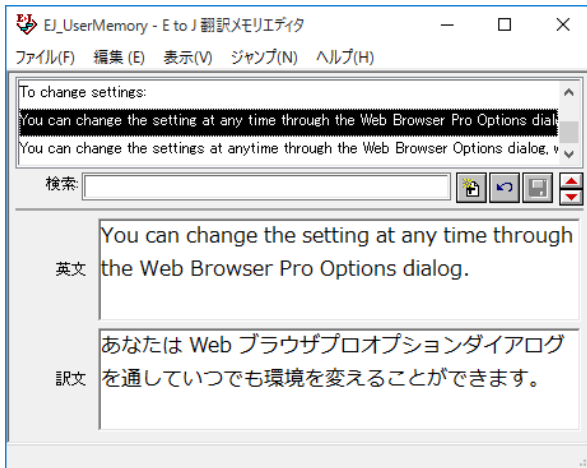 EJ_UserMemory - E to J 翻訳メモリエディタ
ファイル(F) 編集 (E) 表示(V) ジャンプ(N) ヘルプ(H)
To change settings:
You can change the setting at any time through the Web Browser Pro Options
You can change the settings at anytime through the Web Browser Options dialog,
検索:
You can change the setting at any time through
the Web Browser Pro Options dialog.
英文
あなたは Web ブラウザプロオプションダイアログ
を通していつでも環境を変えることができます。
訳文